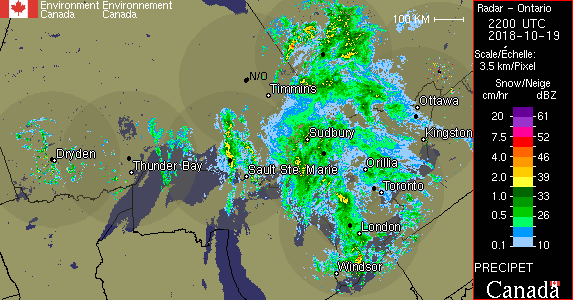 Environment Environnement
Canada Canada
100 KM
N/O
Timmins
Ottawa
Sudbury
Kingston
Dryden
Thunder Bay
Sault Ste-Marie
Orillia
Toronto
London
Windsor
Radar - Ontario
2200 UTC
2018-10-19
Scale/Échelle:
3.5 km/Pixel
Snow/Neige
cm/hr dBZ
20 61
7.5 52
4.0 46
2.0 39
1.0 33
0.5 26
0.1 10
PRECIPET
Canada